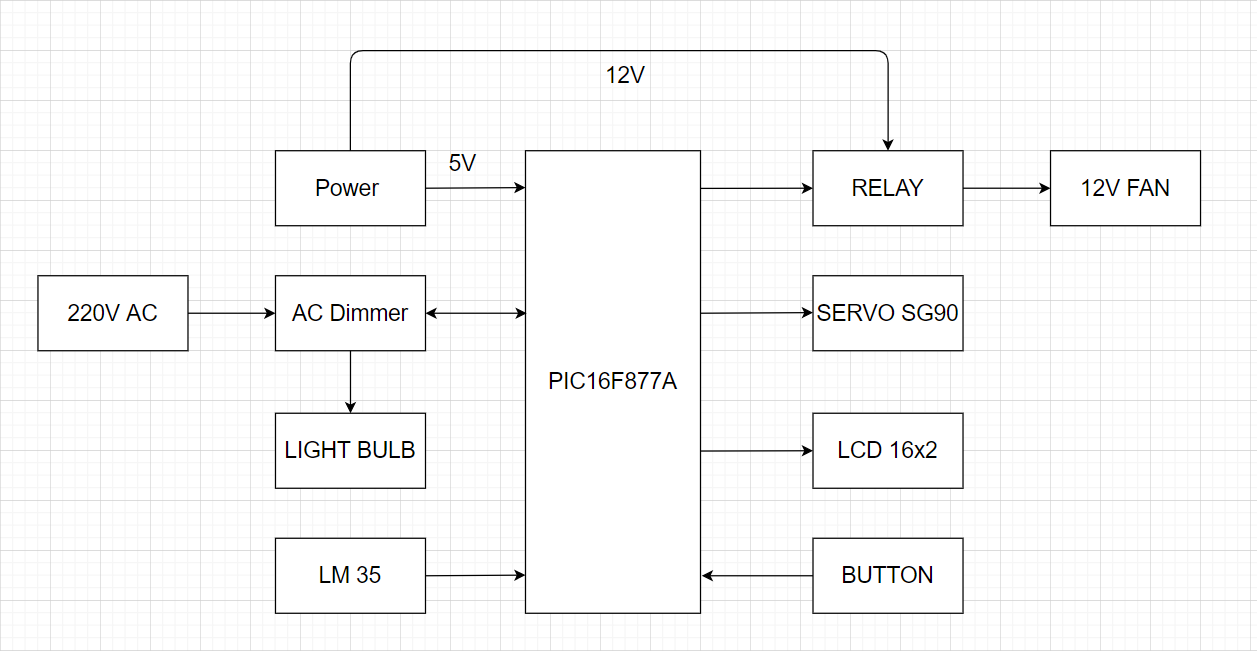 12V
5V
Power
RELAY
12V FAN
220V AC
AC Dimmer
SERVO SG90
PIC16F877A
LIGHT BULB
LCD 16x2
LM 35
BUTTON